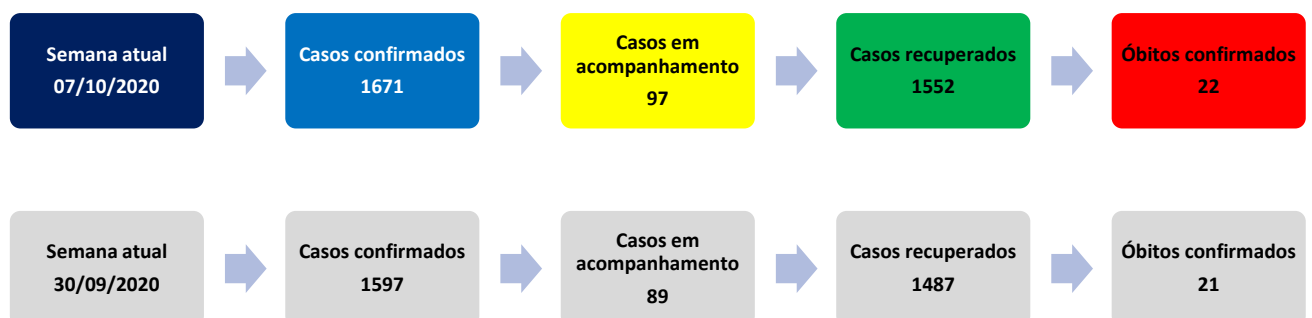 Semana atual
07/10/2020
Casos confirmados
1671
Casos em
acompanhamento
97
Casos recuperados
1552
Óbitos confirmados
22
Semana atual
30/09/2020
Casos confirmados
1597
Casos em
acompanhamento
89
Casos recuperados
1487
Óbitos confirmados
21